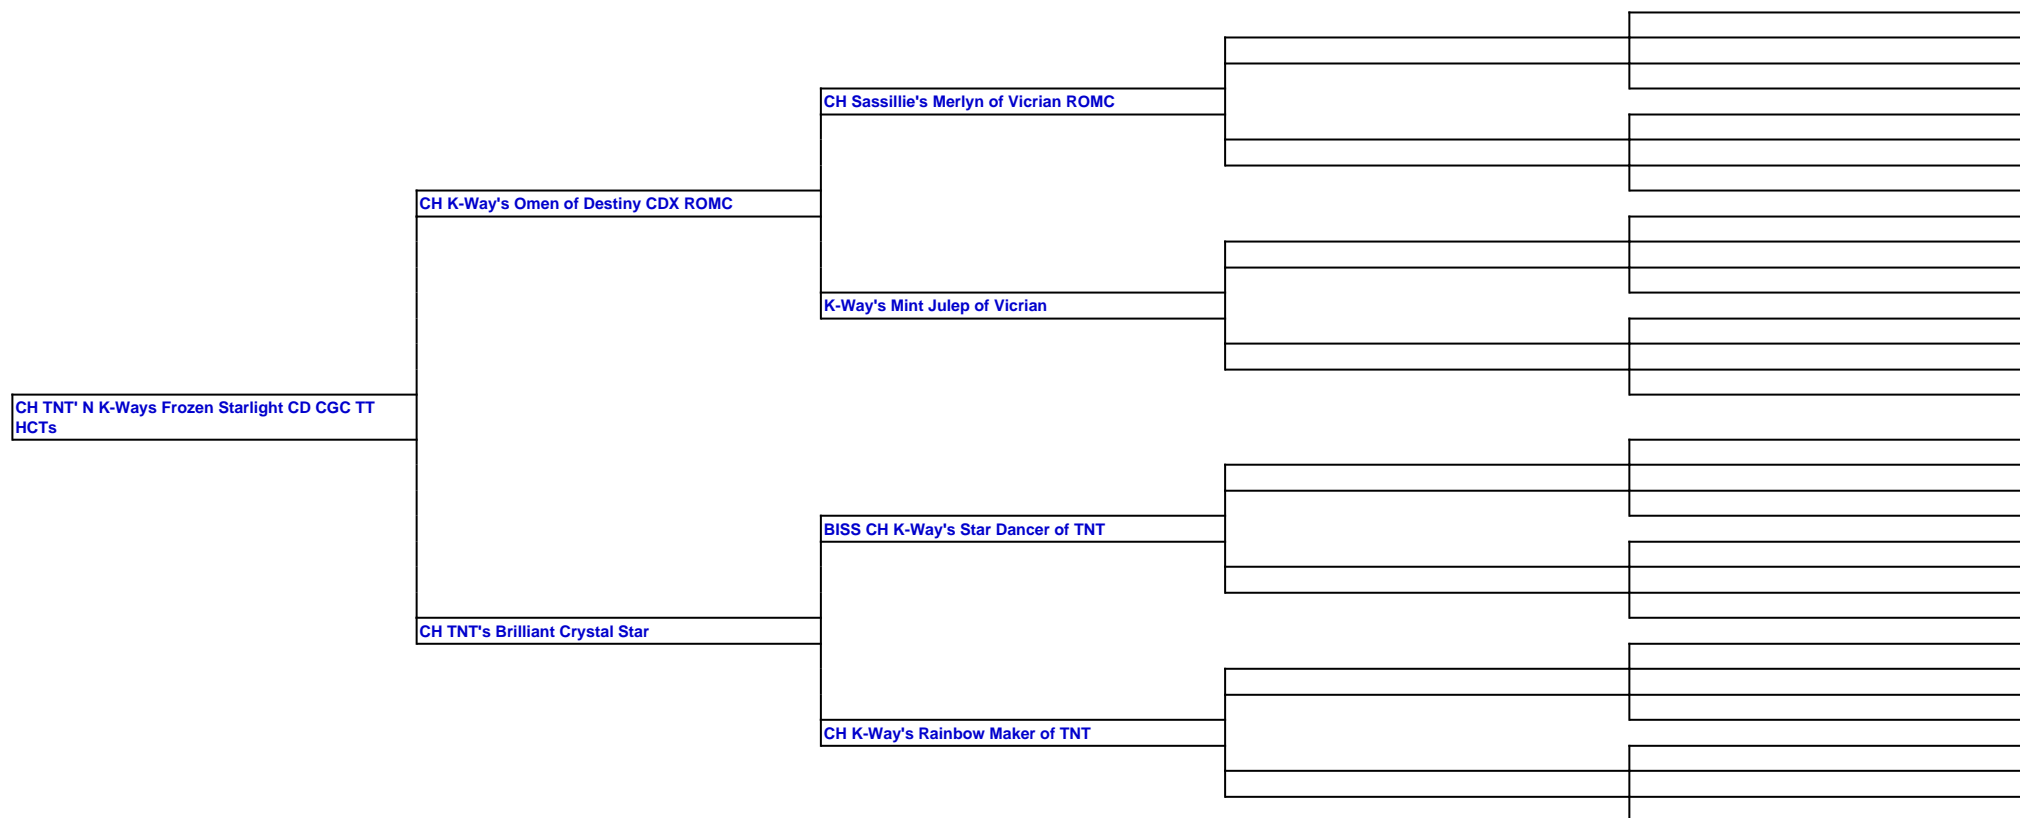 CH Sassillie's Merlyn of Vicrian ROMC
CH K-Way's Omen of Destiny CDX ROMC
K-Way's Mint Julep of Vicrian
CH TNT' N K-Ways Frozen Starlight CD CGC TT
HCTs
BISS CH K-Way's Star Dancer of TNT
CH TNT's Brilliant Crystal Star
CH K-Way's Rainbow Maker of TNT